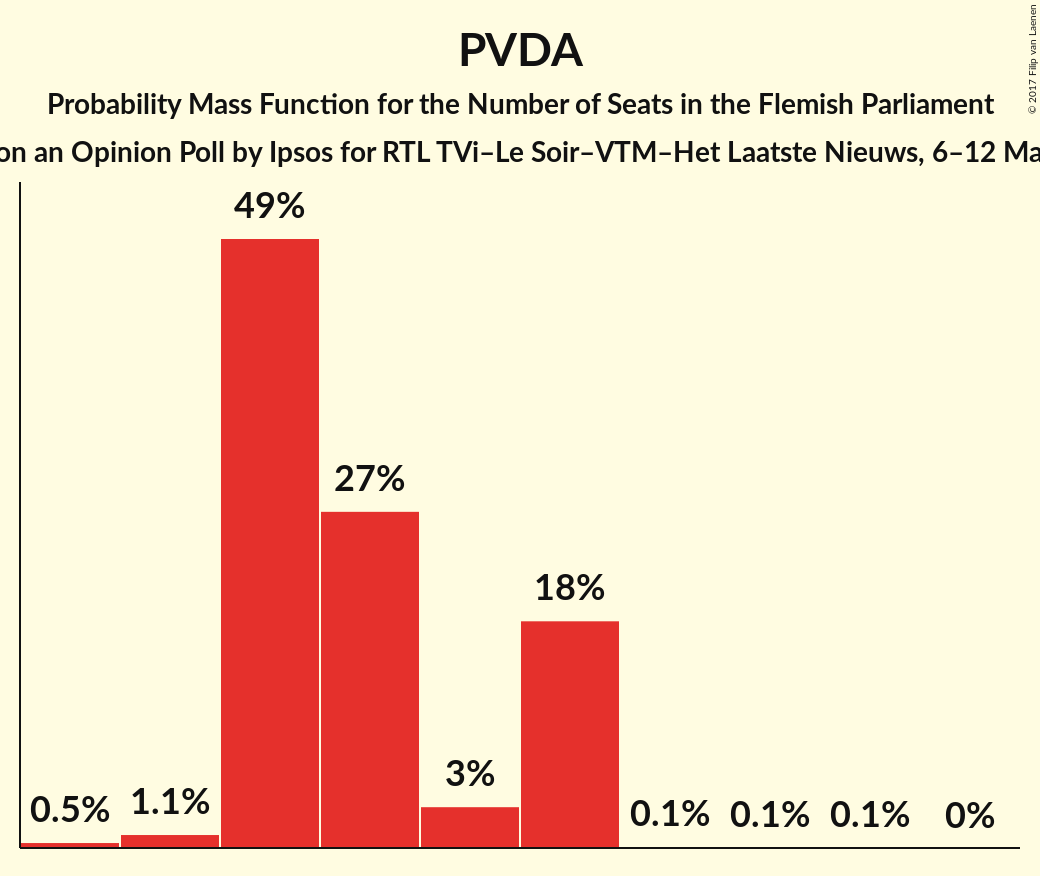 PVDA
Probability Mass Function for the Number of Seats in the Flemish Parliament
on an Opinion Poll by Ipsos for RTL TVi–Le Soir–VTM–Het Laatste Nieuws, 6–12 Ma
© 2017 Filip van Laenen
49%
27%
18%
3%
1.1%
0.5%
0.1%
0.1%
0.1%
0%